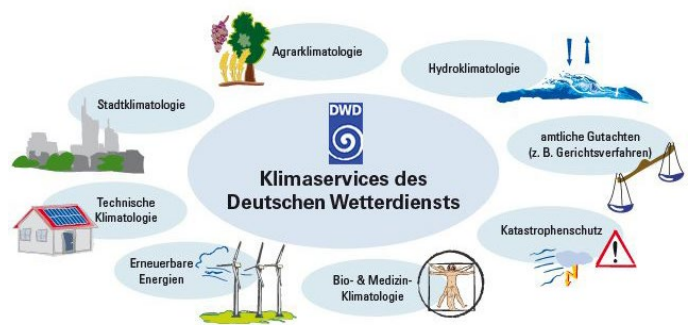 Agrarklimatologie
Hydroklimatologie
Stadtklimatologie
DWD
amtliche Gutachten
(z. B. Gerichtsverfahren)
Klimaservices des
Deutschen Wetterdiensts
Technische
Klimatologie
Katastrophenschutz
Erneuerbare
Energien
Bio- & Medizin-
Klimatologie